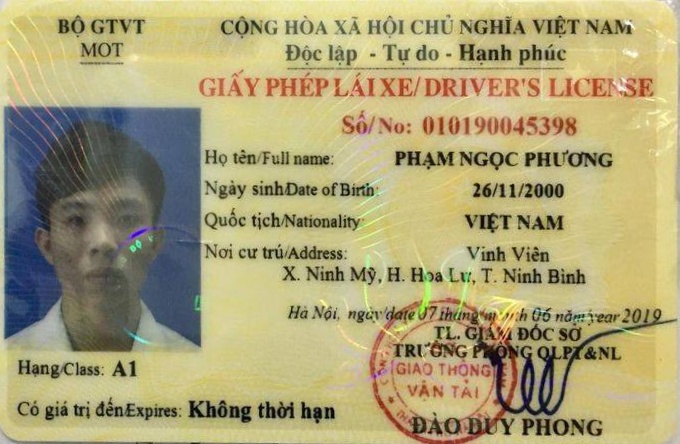 BỘ GTVT
MOT
CỘNG HÒA XÃ HỘI CHỦ NGHĨA VIỆT NAM
Độc lập - Tự do - Hạnh phúc
GIẤY PHÉP LÁI XE/ DRIVER'S LICENSE
Số/No: 010190045398
Họ tên/Full name: PHẠM NGỌC PHƯƠNG
Ngày sinh/Date of Birth: 26/11/2000
Quốc tịch/Nationality: VIỆT NAM
Nơi cư trú/Address: Vinh Viên
X. Ninh Mỹ, H. Hoa Lư, T. Ninh Bình
Hà Nội, ngày/date 07 tháng/month 06 năm/year 2019
TL. GIÁM ĐỐC SỞ
TRƯỞNG PHÒNG QLPT&NL
GIAO THÔNG
VẬN TẢI
Hạng/Class: A1
Có giá trị đến/Expires: Không thời hạn
ĐÀO DUY PHONG